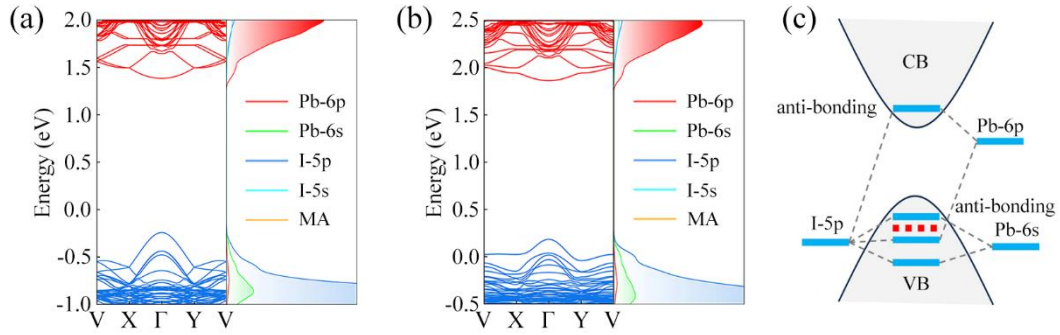 (a)
Energy (eV)
2.0
1.5
1.0
0.5
0.0
-0.5
-1.0
V X Γ Y V
Pb-6p
Pb-6s
I-5p
I-5s
MA
(b)
Energy (eV)
2.5
2.0
1.5
1.0
0.5
0.0
-0.5
V X Γ Y V
Pb-6p
Pb-6s
I-5p
I-5s
MA
(c)
CB
anti-bonding
Pb-6p
I-5p
anti-bonding
Pb-6s
VB